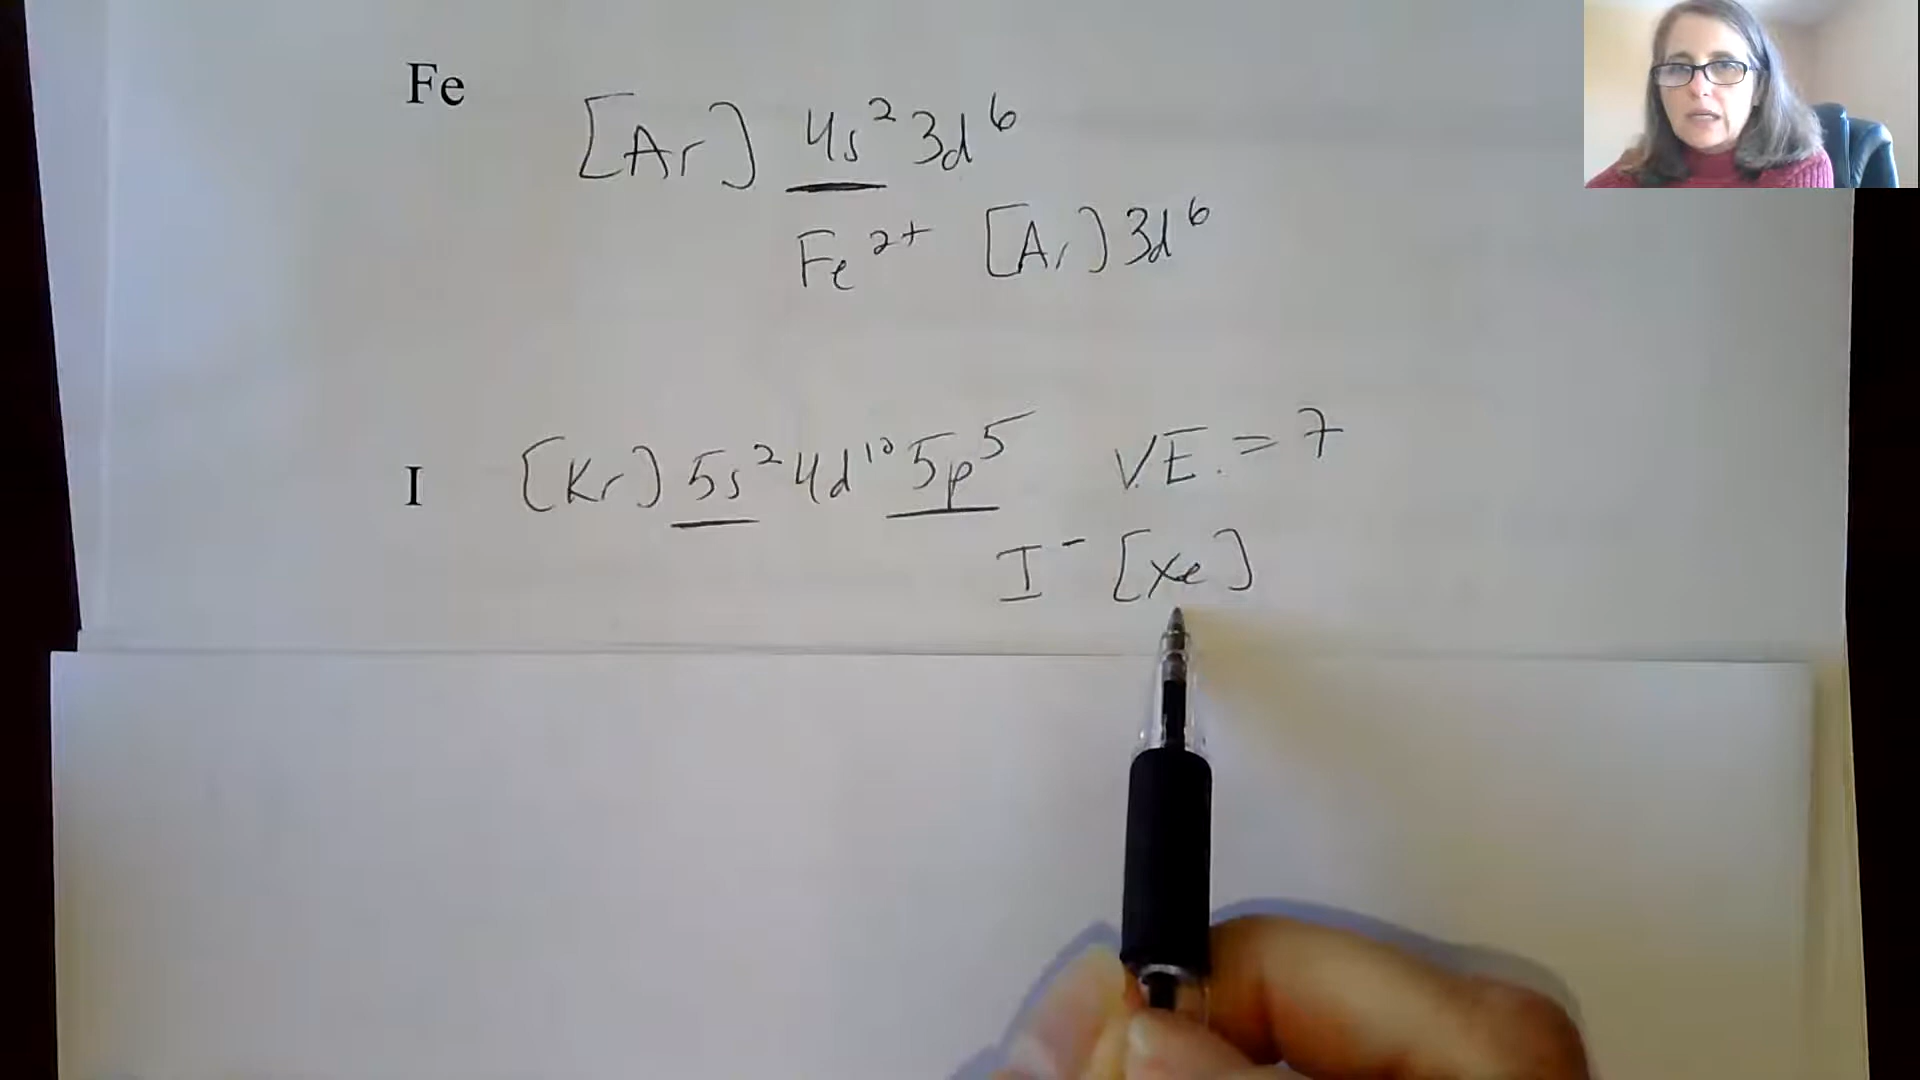 Fe [Ar] 4s² 3d⁶
Fe²⁺ [Ar] 3d⁶
I [Kr] 5s² 4d¹⁰ 5p⁵ V.E. = 7
I⁻ [Xe]